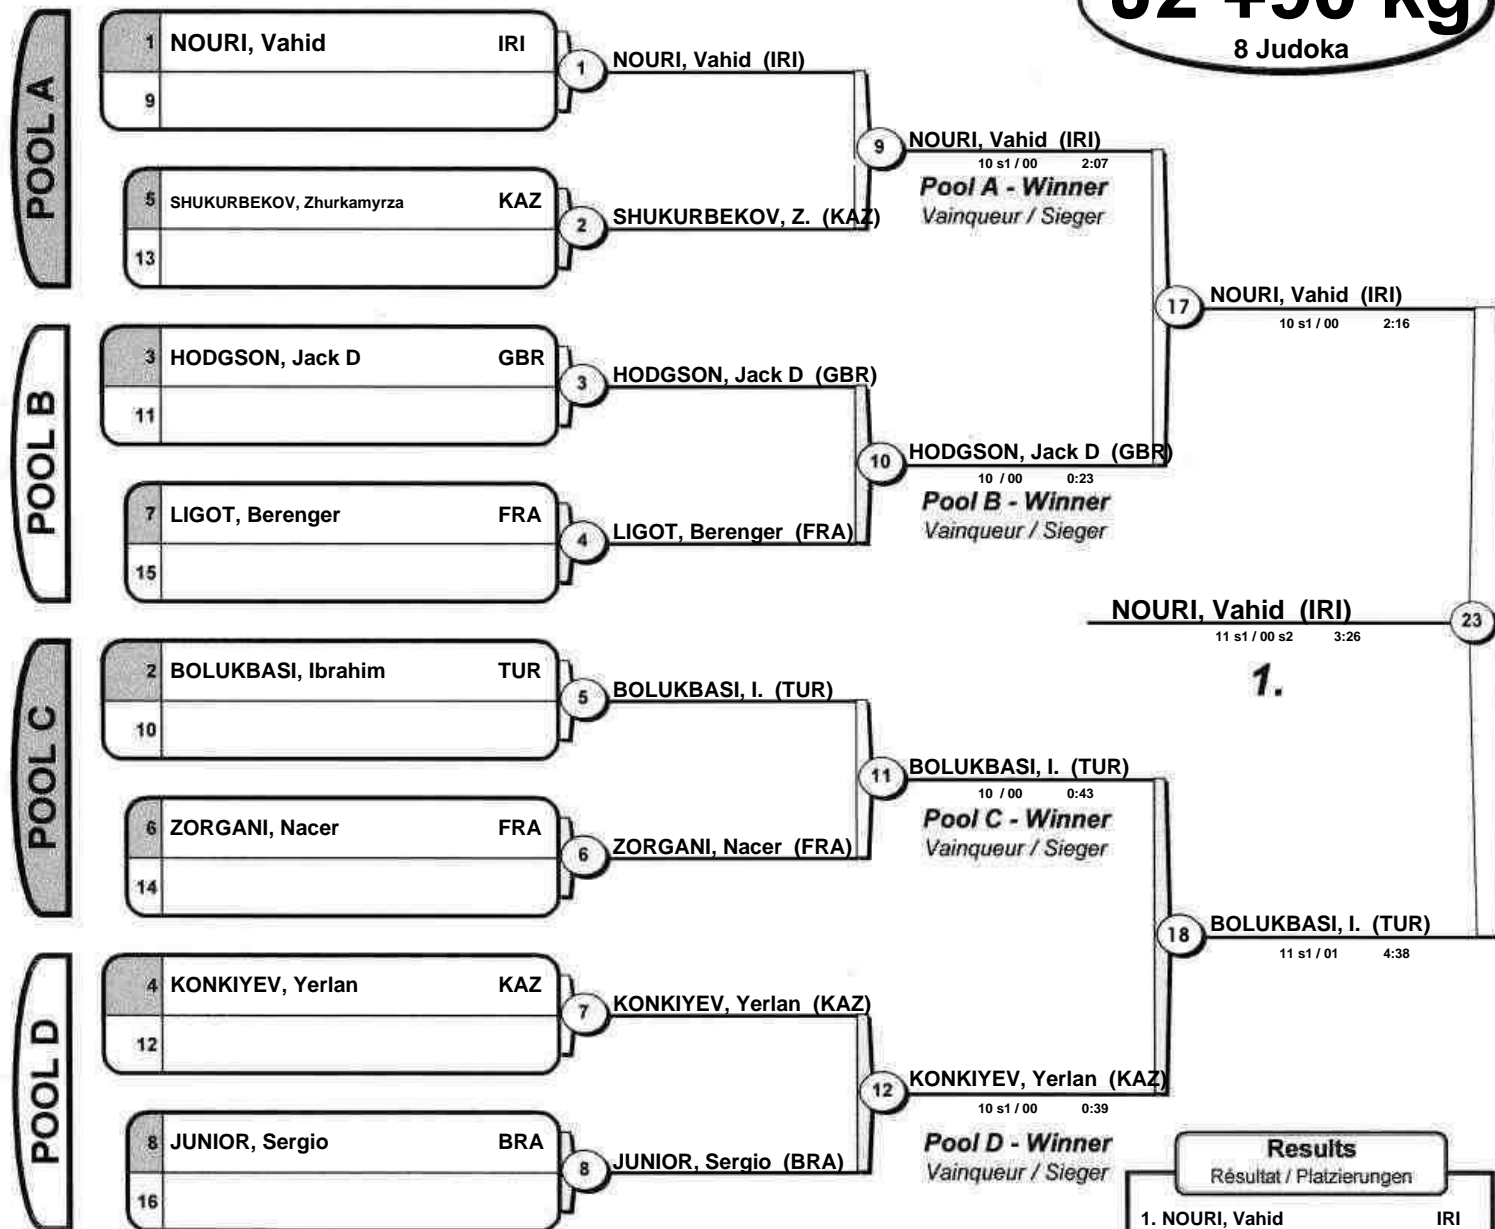 J2 +90 kg
8 Judoka
POOL A
1 NOURI, Vahid IRI
9
5 SHUKURBEKOV, Zhurkamyrza KAZ
13
1 NOURI, Vahid (IRI)
2 SHUKURBEKOV, Z. (KAZ)
9 NOURI, Vahid (IRI)
10 s1 / 00 2:07
Pool A - Winner
Vainqueur / Sieger
POOL B
3 HODGSON, Jack D GBR
11
7 LIGOT, Berenger FRA
15
3 HODGSON, Jack D (GBR)
4 LIGOT, Berenger (FRA)
10 HODGSON, Jack D (GBR)
10 / 00 0:23
Pool B - Winner
Vainqueur / Sieger
17 NOURI, Vahid (IRI)
10 s1 / 00 2:16
NOURI, Vahid (IRI) 23
11 s1 / 00 s2 3:26
1.
POOL C
2 BOLUKBASI, Ibrahim TUR
10
6 ZORGANI, Nacer FRA
14
5 BOLUKBASI, I. (TUR)
6 ZORGANI, Nacer (FRA)
11 BOLUKBASI, I. (TUR)
10 / 00 0:43
Pool C - Winner
Vainqueur / Sieger
18 BOLUKBASI, I. (TUR)
11 s1 / 01 4:38
POOL D
4 KONKIYEV, Yerlan KAZ
12
8 JUNIOR, Sergio BRA
16
7 KONKIYEV, Yerlan (KAZ)
8 JUNIOR, Sergio (BRA)
12 KONKIYEV, Yerlan (KAZ)
10 s1 / 00 0:39
Pool D - Winner
Vainqueur / Sieger
Results
Résultat / Platzierungen
1. NOURI, Vahid IRI